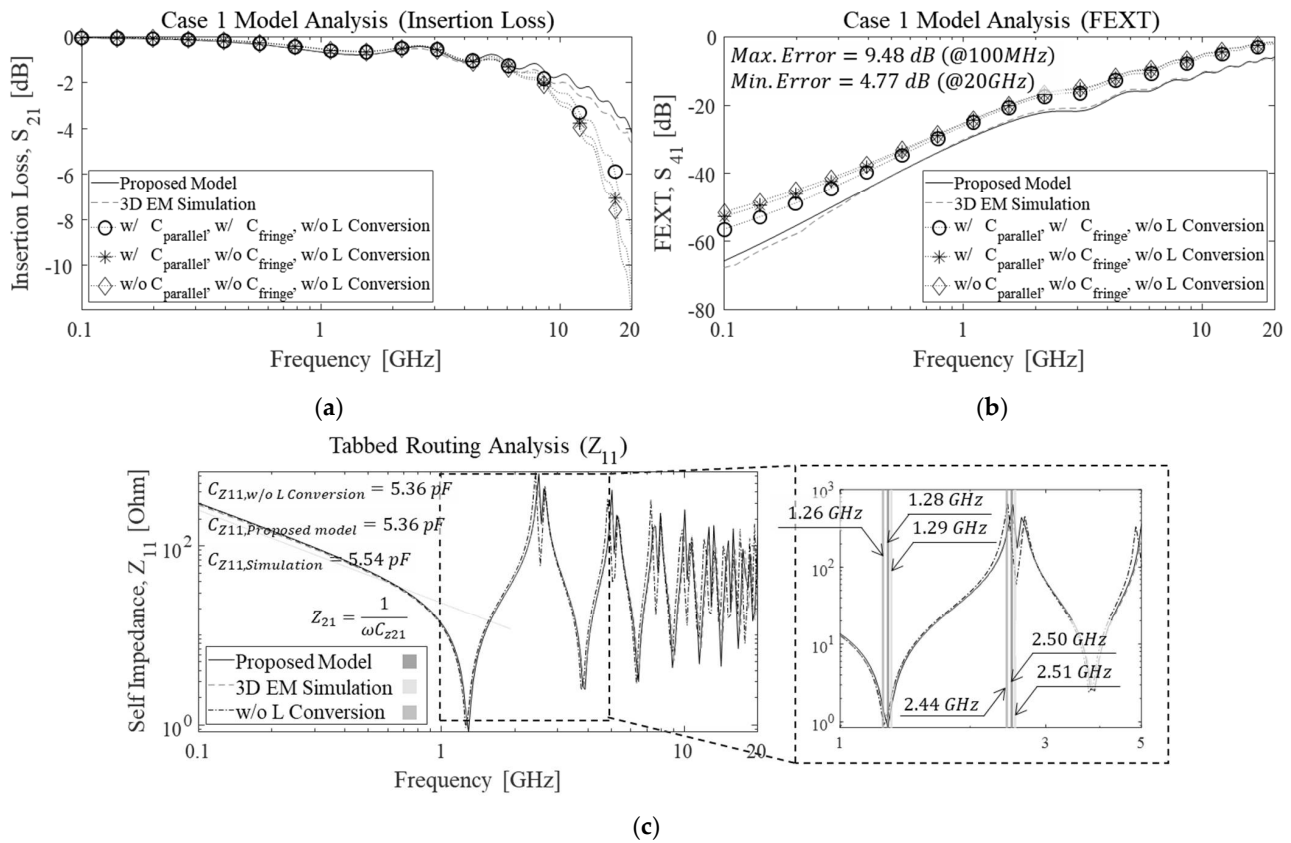 Case 1 Model Analysis (Insertion Loss)
Insertion Loss, S21 [dB]
0
-2
-4
-6
-8
-10
Proposed Model
3D EM Simulation
w/ Cparallel, w/ Cfringe, w/o L Conversion
w/ Cparallel, w/o Cfringe, w/o L Conversion
w/o Cparallel, w/o Cfringe, w/o L Conversion
0.1 1 10 20
Frequency [GHz]
(a)
Case 1 Model Analysis (FEXT)
FEXT, S41 [dB]
0
-20
-40
-60
-80
Max.Error = 9.48 dB (@100MHz)
Min.Error = 4.77 dB (@20GHz)
Proposed Model
3D EM Simulation
w/ Cparallel, w/ Cfringe, w/o L Conversion
w/ Cparallel, w/o Cfringe, w/o L Conversion
w/o Cparallel, w/o Cfringe, w/o L Conversion
0.1 1 10 20
Frequency [GHz]
(b)
Tabbed Routing Analysis (Z11)
Self Impedance, Z11 [Ohm]
10^2
10^1
10^0
CZ11,w/o L Conversion = 5.36 pF
CZ11,Proposed model = 5.36 pF
CZ11,Simulation = 5.54 pF
Z21 = 1/ωCz21
Proposed Model
3D EM Simulation
w/o L Conversion
0.1 1 10 20
Frequency [GHz]
10^3
10^2
10^1
10^0
1.26 GHz
1.28 GHz
1.29 GHz
2.44 GHz
2.50 GHz
2.51 GHz
1 3 5
(c)